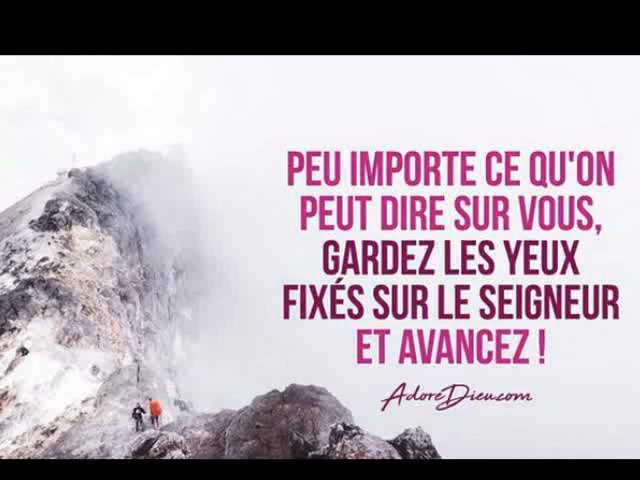 PEU IMPORTE CE QU'ON
PEUT DIRE SUR VOUS,
GARDEZ LES YEUX
FIXÉS SUR LE SEIGNEUR
ET AVANCEZ !
AdoreDieu.com